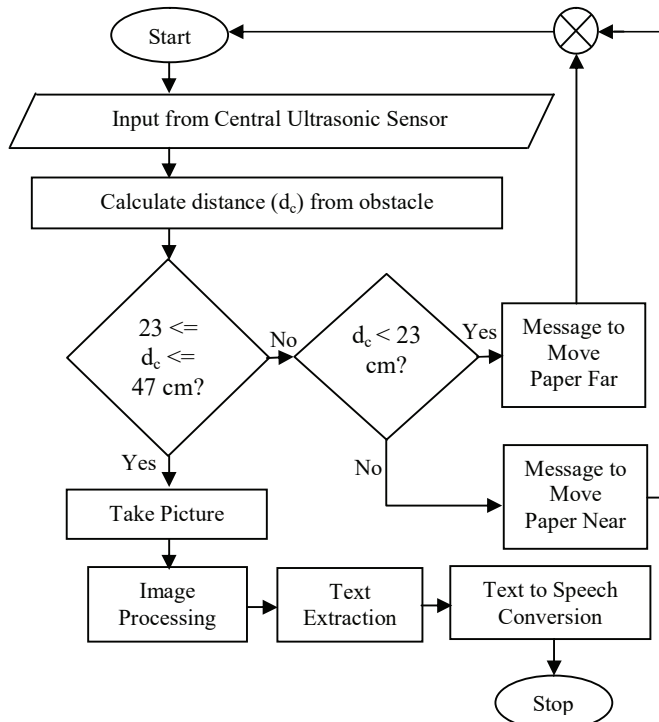 Start
Input from Central Ultrasonic Sensor
Calculate distance (dc) from obstacle
23 <=
dc <=
47 cm?
No
dc < 23
cm?
Yes
Message to
Move
Paper Far
Yes
No
Message to
Move
Paper Near
Take Picture
Image
Processing
Text
Extraction
Text to Speech
Conversion
Stop